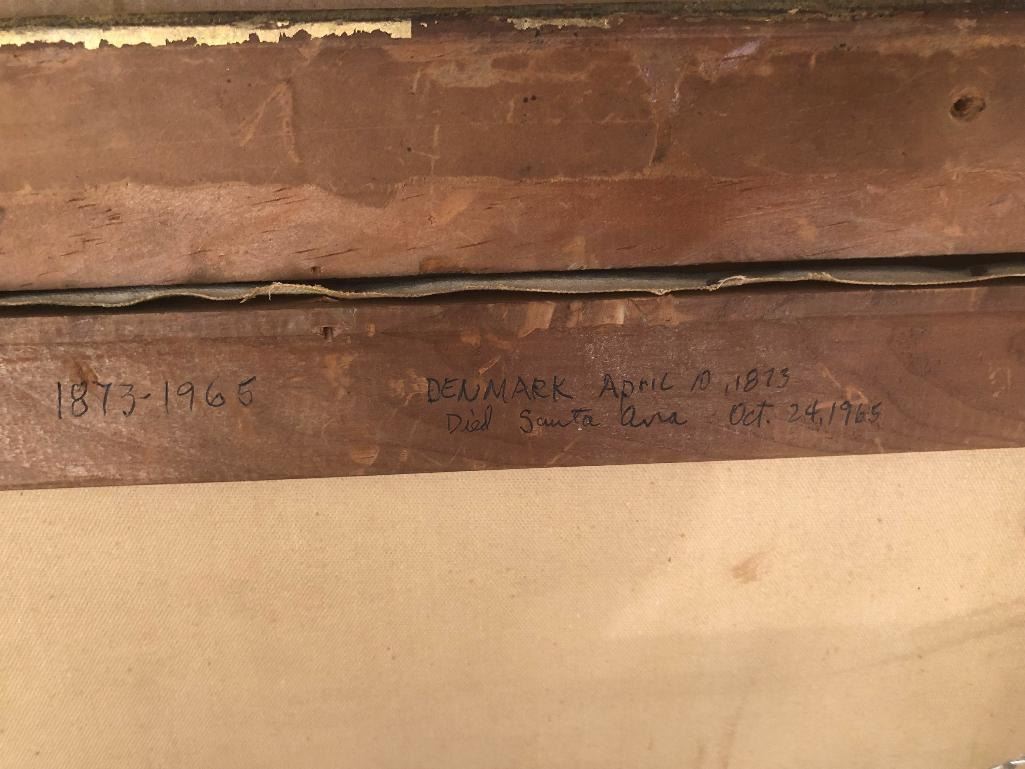 1873-1965
DENMARK April 10, 1873
Died Santa Ana Oct. 24, 1965